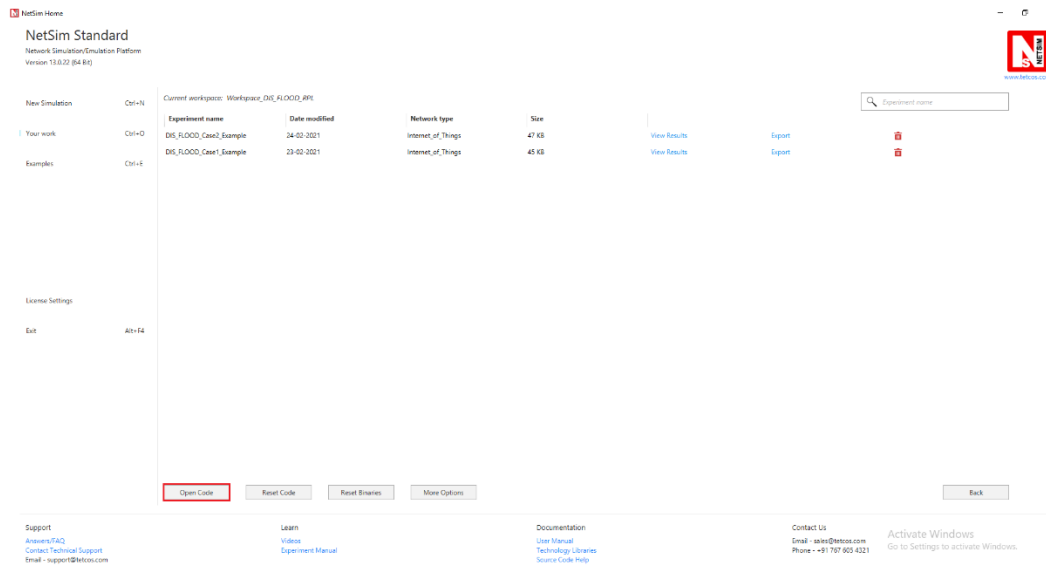 NetSim Home
NetSim Standard
Network Simulation/Emulation Platform
Version 13.0.22 (64 Bit)
NETSIM
www.tetcos.co
New Simulation Ctrl+N
Your work Ctrl+O
Examples Ctrl+E
License Settings
Exit Alt+F4
Current workspace: Workspace_DIS_FLOOD_RPL
Experiment name
Experiment name Date modified Network type Size
DIS_FLOOD_Case2_Example 24-02-2021 Internet_of_Things 47 KB View Results Export
DIS_FLOOD_Case1_Example 23-02-2021 Internet_of_Things 45 KB View Results Export
Open Code Reset Code Reset Binaries More Options Back
Support
Answers/FAQ
Contact Technical Support
Email - support@tetcos.com
Learn
Videos
Experiment Manual
Documentation
User Manual
Technology Libraries
Source Code Help
Contact Us
Email - sales@tetcos.com
Phone - +91 767 605 4321
Activate Windows
Go to Settings to activate Windows.